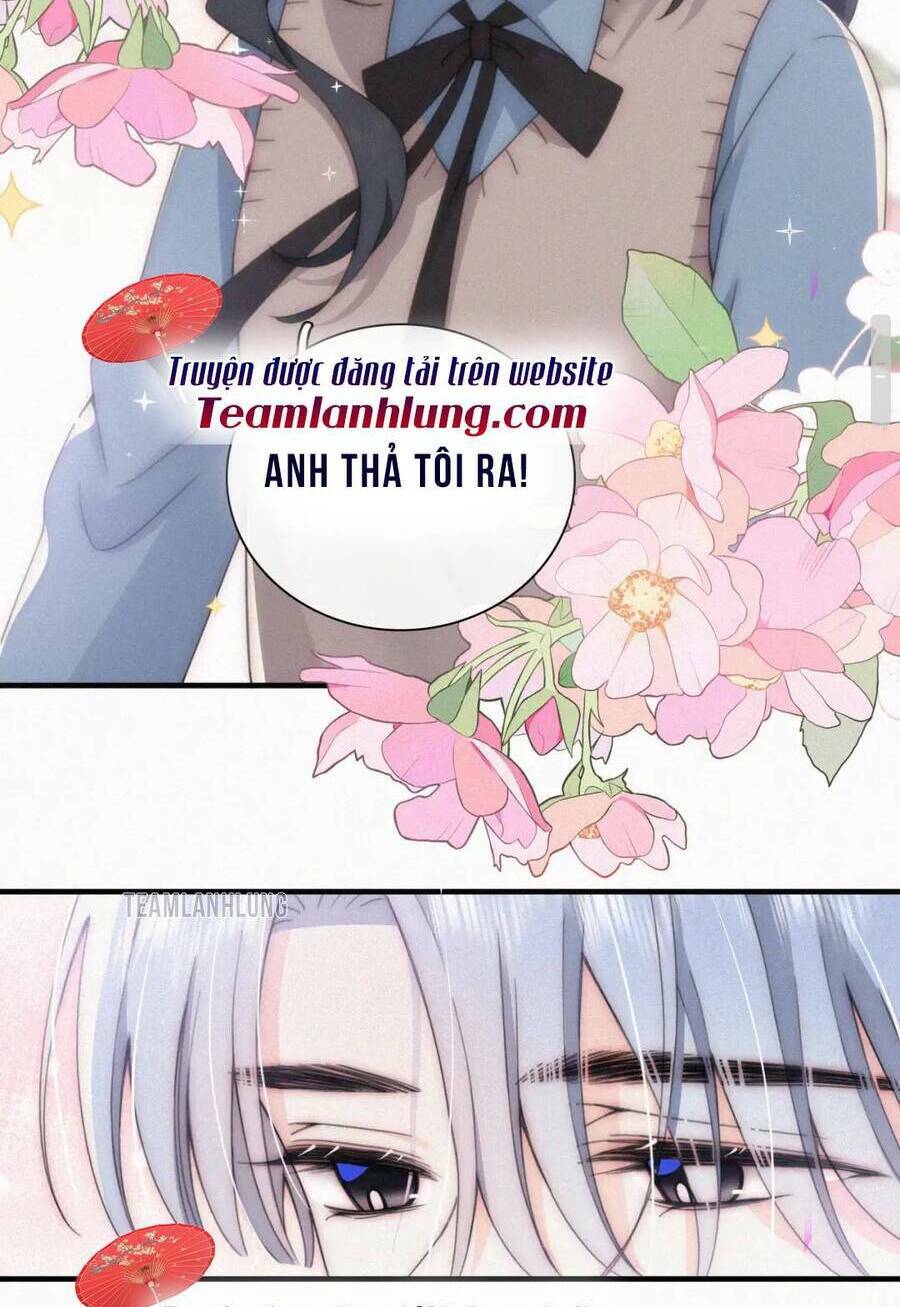 Truyện được đăng tải trên website
Teamlanhlung.com
ANH THẢ TÔI RA!
TEAMLANHLUNG